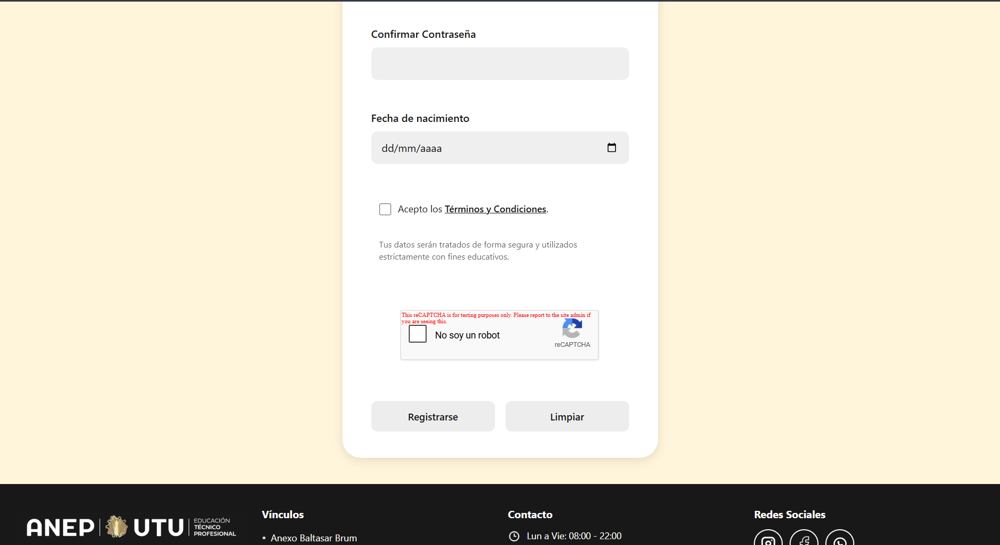 Confirmar Contraseña
Fecha de nacimiento
dd/mm/aaaa
Acepto los Términos y Condiciones.
Tus datos serán tratados de forma segura y utilizados
estrictamente con fines educativos.
This reCAPTCHA is for testing purposes only. Please report to the site admin if
you are seeing this.
No soy un robot
reCAPTCHA
Registrarse
Limpiar
ANEP UTU
EDUCACIÓN
TÉCNICO
PROFESIONAL
Vínculos
• Anexo Baltasar Brum
Contacto
Lun a Vie: 08:00 - 22:00
Redes Sociales